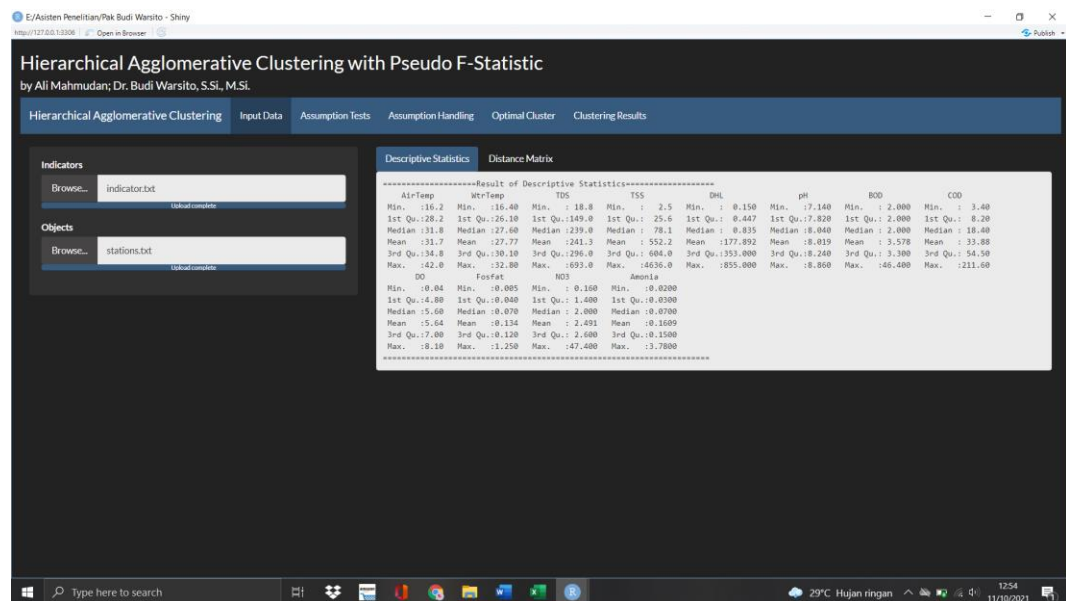 E:/Asisten Penelitian/Pak Budi Warsito - Shiny
http://127.0.0.1:3308 Open in Browser Publish
Hierarchical Agglomerative Clustering with Pseudo F-Statistic
by Ali Mahmudan; Dr. Budi Warsito, S.Si., M.Si.
Hierarchical Agglomerative Clustering Input Data Assumption Tests Assumption Handling Optimal Cluster Clustering Results
Indicators
Browse... indicator.txt
Upload complete
Objects
Browse... stations.txt
Upload complete
Descriptive Statistics Distance Matrix
====================Result of Descriptive Statistics===================
AirTemp WtrTemp TDS TSS DHL pH BOD COD
Min. :16.2 Min. :16.40 Min. : 18.8 Min. : 2.5 Min. : 0.150 Min. :7.140 Min. : 2.000 Min. : 3.40
1st Qu.:28.2 1st Qu.:26.10 1st Qu.:149.0 1st Qu.: 25.6 1st Qu.: 0.447 1st Qu.:7.820 1st Qu.: 2.000 1st Qu.: 8.20
Median :31.8 Median :27.60 Median :239.0 Median : 78.1 Median : 0.835 Median :8.040 Median : 2.000 Median : 18.40
Mean :31.7 Mean :27.77 Mean :241.3 Mean : 552.2 Mean :177.892 Mean :8.019 Mean : 3.578 Mean : 33.88
3rd Qu.:34.8 3rd Qu.:30.10 3rd Qu.:296.0 3rd Qu.: 604.0 3rd Qu.:353.000 3rd Qu.:8.240 3rd Qu.: 3.300 3rd Qu.: 54.50
Max. :42.0 Max. :32.80 Max. :693.0 Max. :4636.0 Max. :855.000 Max. :8.860 Max. :46.400 Max. :211.60
DO Fosfat NO3 Amonia
Min. :0.04 Min. :0.005 Min. : 0.160 Min. :0.0200
1st Qu.:4.80 1st Qu.:0.040 1st Qu.: 1.400 1st Qu.:0.0300
Median :5.60 Median :0.070 Median : 2.000 Median :0.0700
Mean :5.64 Mean :0.134 Mean : 2.491 Mean :0.1609
3rd Qu.:7.00 3rd Qu.:0.120 3rd Qu.: 2.600 3rd Qu.:0.1500
Max. :8.10 Max. :1.250 Max. :47.400 Max. :3.7800
======================================================================
Type here to search
29°C Hujan ringan
12:54
11/10/2021